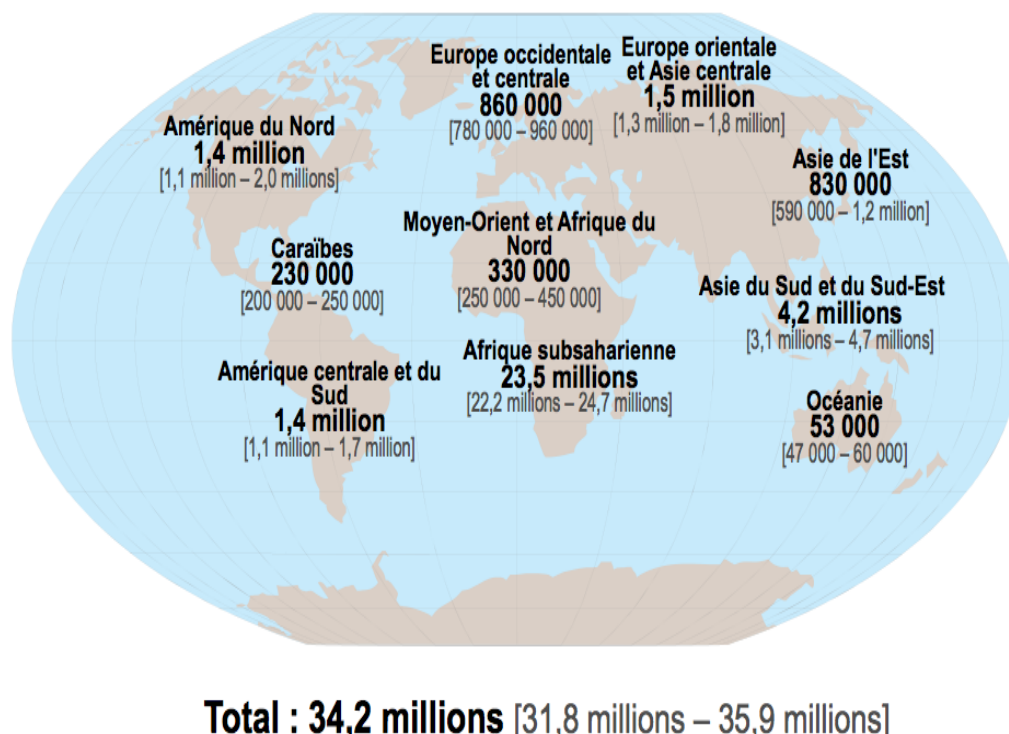 Europe occidentale
et centrale
860 000
[780 000 – 960 000]
Europe orientale
et Asie centrale
1,5 million
[1,3 million – 1,8 million]
Amérique du Nord
1,4 million
[1,1 million – 2,0 millions]
Asie de l'Est
830 000
[590 000 – 1,2 million]
Moyen-Orient et Afrique du
Nord
330 000
[250 000 – 450 000]
Caraïbes
230 000
[200 000 – 250 000]
Asie du Sud et du Sud-Est
4,2 millions
[3,1 millions – 4,7 millions]
Afrique subsaharienne
23,5 millions
[22,2 millions – 24,7 millions]
Amérique centrale et du
Sud
1,4 million
[1,1 million – 1,7 million]
Océanie
53 000
[47 000 – 60 000]
Total : 34,2 millions [31,8 millions – 35,9 millions]